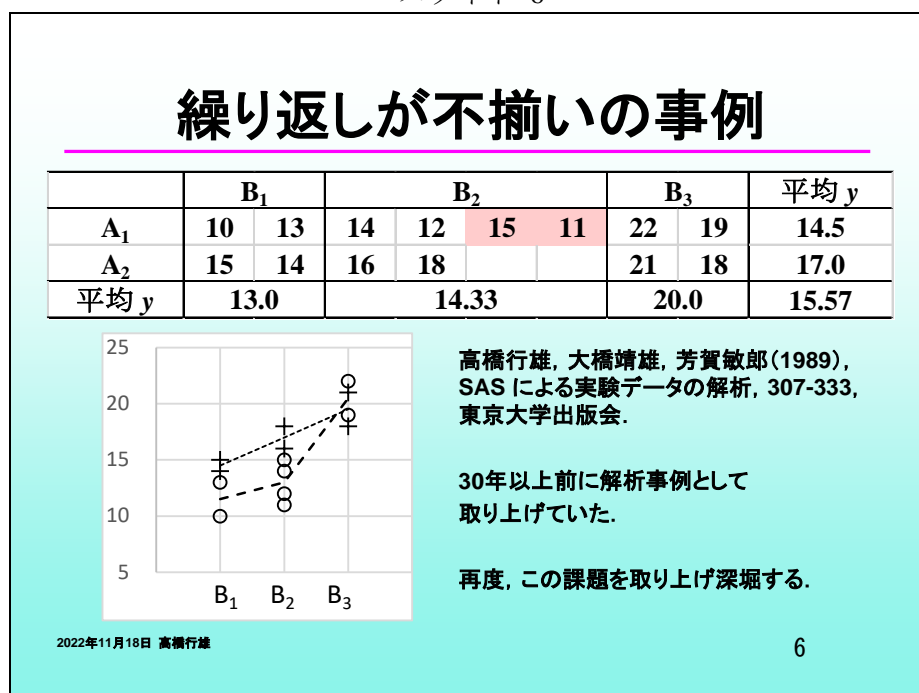 繰り返しが不揃いの事例
B1 B2 B3 平均 y
A1 10 13 14 12 15 11 22 19 14.5
A2 15 14 16 18 21 18 17.0
平均 y 13.0 14.33 20.0 15.57
25
20
15
10
5
B1 B2 B3
高橋行雄，大橋靖雄，芳賀敏郎（1989），
SAS による実験データの解析，307-333，
東京大学出版会．
30年以上前に解析事例として
取り上げていた．
再度，この課題を取り上げ深堀する．
2022年11月18日 高橋行雄
6